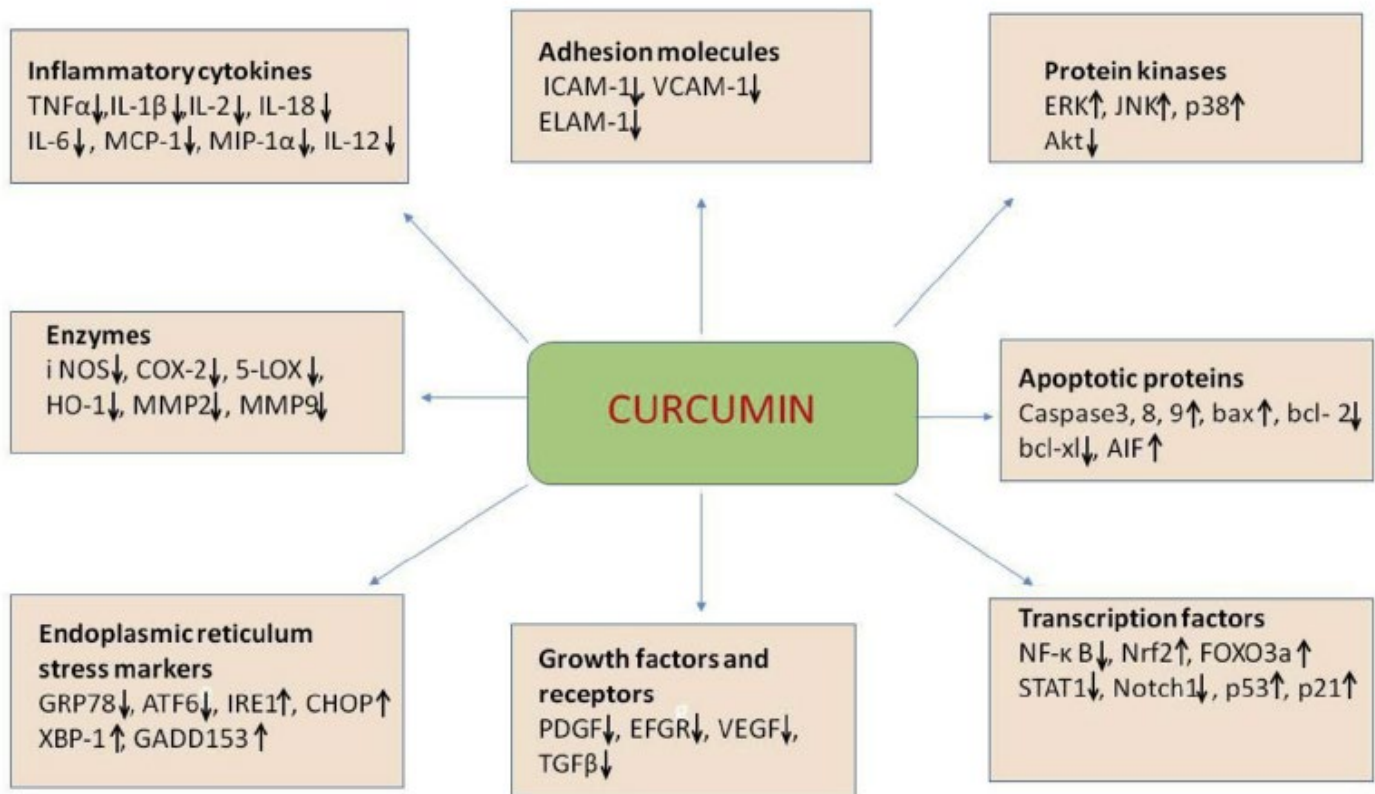 Inflammatory cytokines
TNFα↓,IL-1β↓,IL-2↓, IL-18↓
IL-6↓, MCP-1↓, MIP-1α↓, IL-12↓
Adhesion molecules
ICAM-1↓, VCAM-1↓
ELAM-1↓
Protein kinases
ERK↑, JNK↑, p38↑
Akt↓
Enzymes
i NOS↓, COX-2↓, 5-LOX↓,
HO-1↓, MMP2↓, MMP9↓
CURCUMIN
Apoptotic proteins
Caspase3, 8, 9↑, bax↑, bcl- 2↓
bcl-xl↓, AIF↑
Endoplasmic reticulum
stress markers
GRP78↓, ATF6↓, IRE1↑, CHOP↑
XBP-1↑, GADD153↑
Growth factors and
receptors
PDGF↓, EFGR↓, VEGF↓,
TGFβ↓
Transcription factors
NF-κ B↓, Nrf2↑, FOXO3a↑
STAT1↓, Notch1↓, p53↑, p21↑